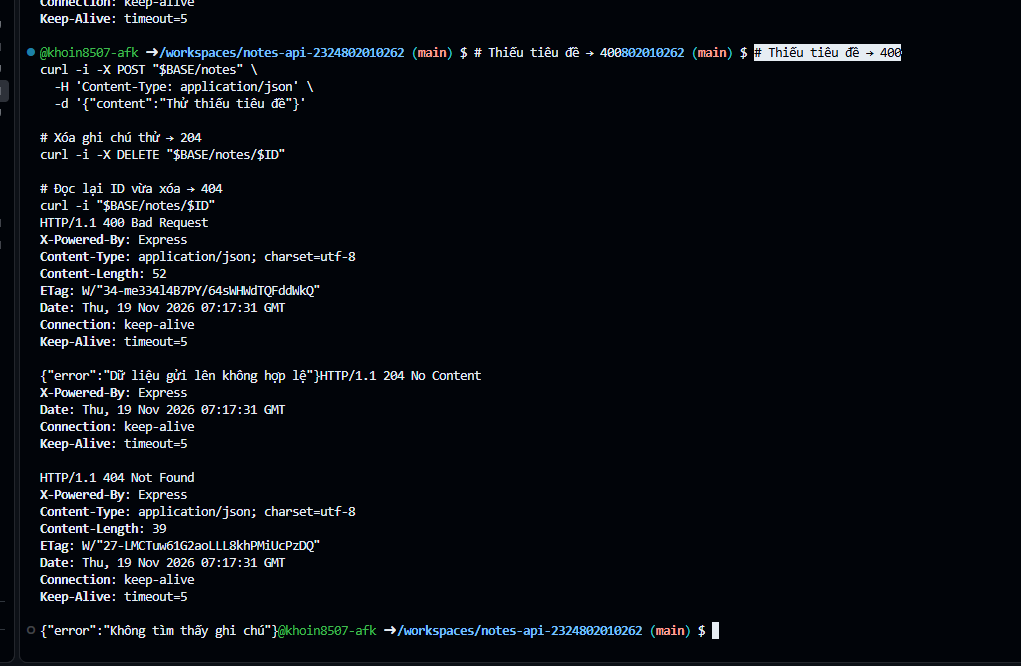 Connection: keep-alive
Keep-Alive: timeout=5
@khoin8507-afk ➜/workspaces/notes-api-2324802010262 (main) $ # Thiếu tiêu đề → 400802010262 (main) $ # Thiếu tiêu đề → 400
curl -i -X POST "$BASE/notes" \
-H 'Content-Type: application/json' \
-d '{"content":"Thử thiếu tiêu đề"}'
# Xóa ghi chú thử → 204
curl -i -X DELETE "$BASE/notes/$ID"
# Đọc lại ID vừa xóa → 404
curl -i "$BASE/notes/$ID"
HTTP/1.1 400 Bad Request
X-Powered-By: Express
Content-Type: application/json; charset=utf-8
Content-Length: 52
ETag: W/"34-me334l4B7PY/64sWHWdTQFddWkQ"
Date: Thu, 19 Nov 2026 07:17:31 GMT
Connection: keep-alive
Keep-Alive: timeout=5
{"error":"Dữ liệu gửi lên không hợp lệ"}HTTP/1.1 204 No Content
X-Powered-By: Express
Date: Thu, 19 Nov 2026 07:17:31 GMT
Connection: keep-alive
Keep-Alive: timeout=5
HTTP/1.1 404 Not Found
X-Powered-By: Express
Content-Type: application/json; charset=utf-8
Content-Length: 39
ETag: W/"27-LMCTuw61G2aoLLL8khPMiUcPzDQ"
Date: Thu, 19 Nov 2026 07:17:31 GMT
Connection: keep-alive
Keep-Alive: timeout=5
{"error":"Không tìm thấy ghi chú"}@khoin8507-afk ➜/workspaces/notes-api-2324802010262 (main) $